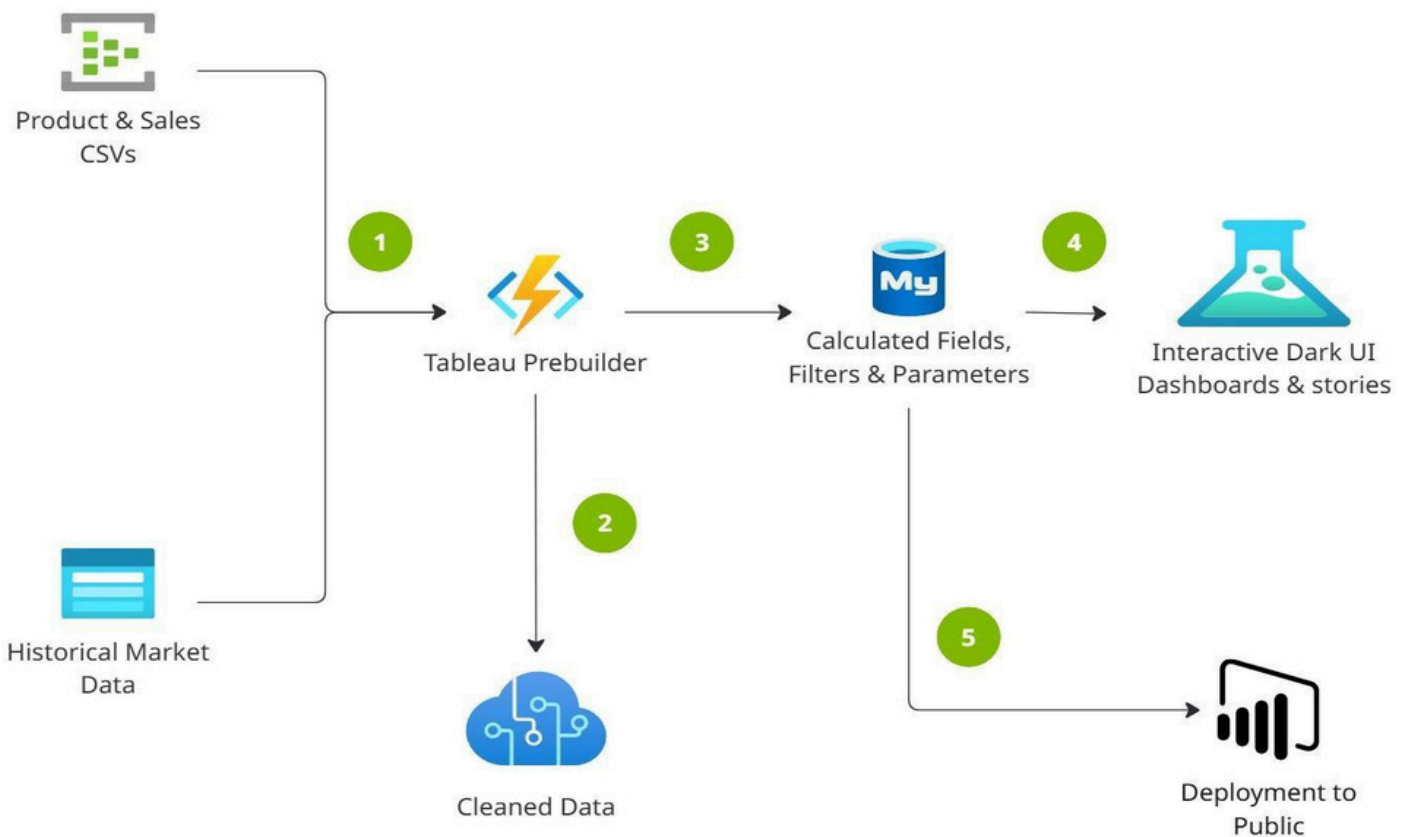 Product & Sales
CSVs
1
3
4
My
Tableau Prebuilder
Calculated Fields,
Filters & Parameters
Interactive Dark UI
Dashboards & stories
2
5
Historical Market
Data
Cleaned Data
Deployment to
Public